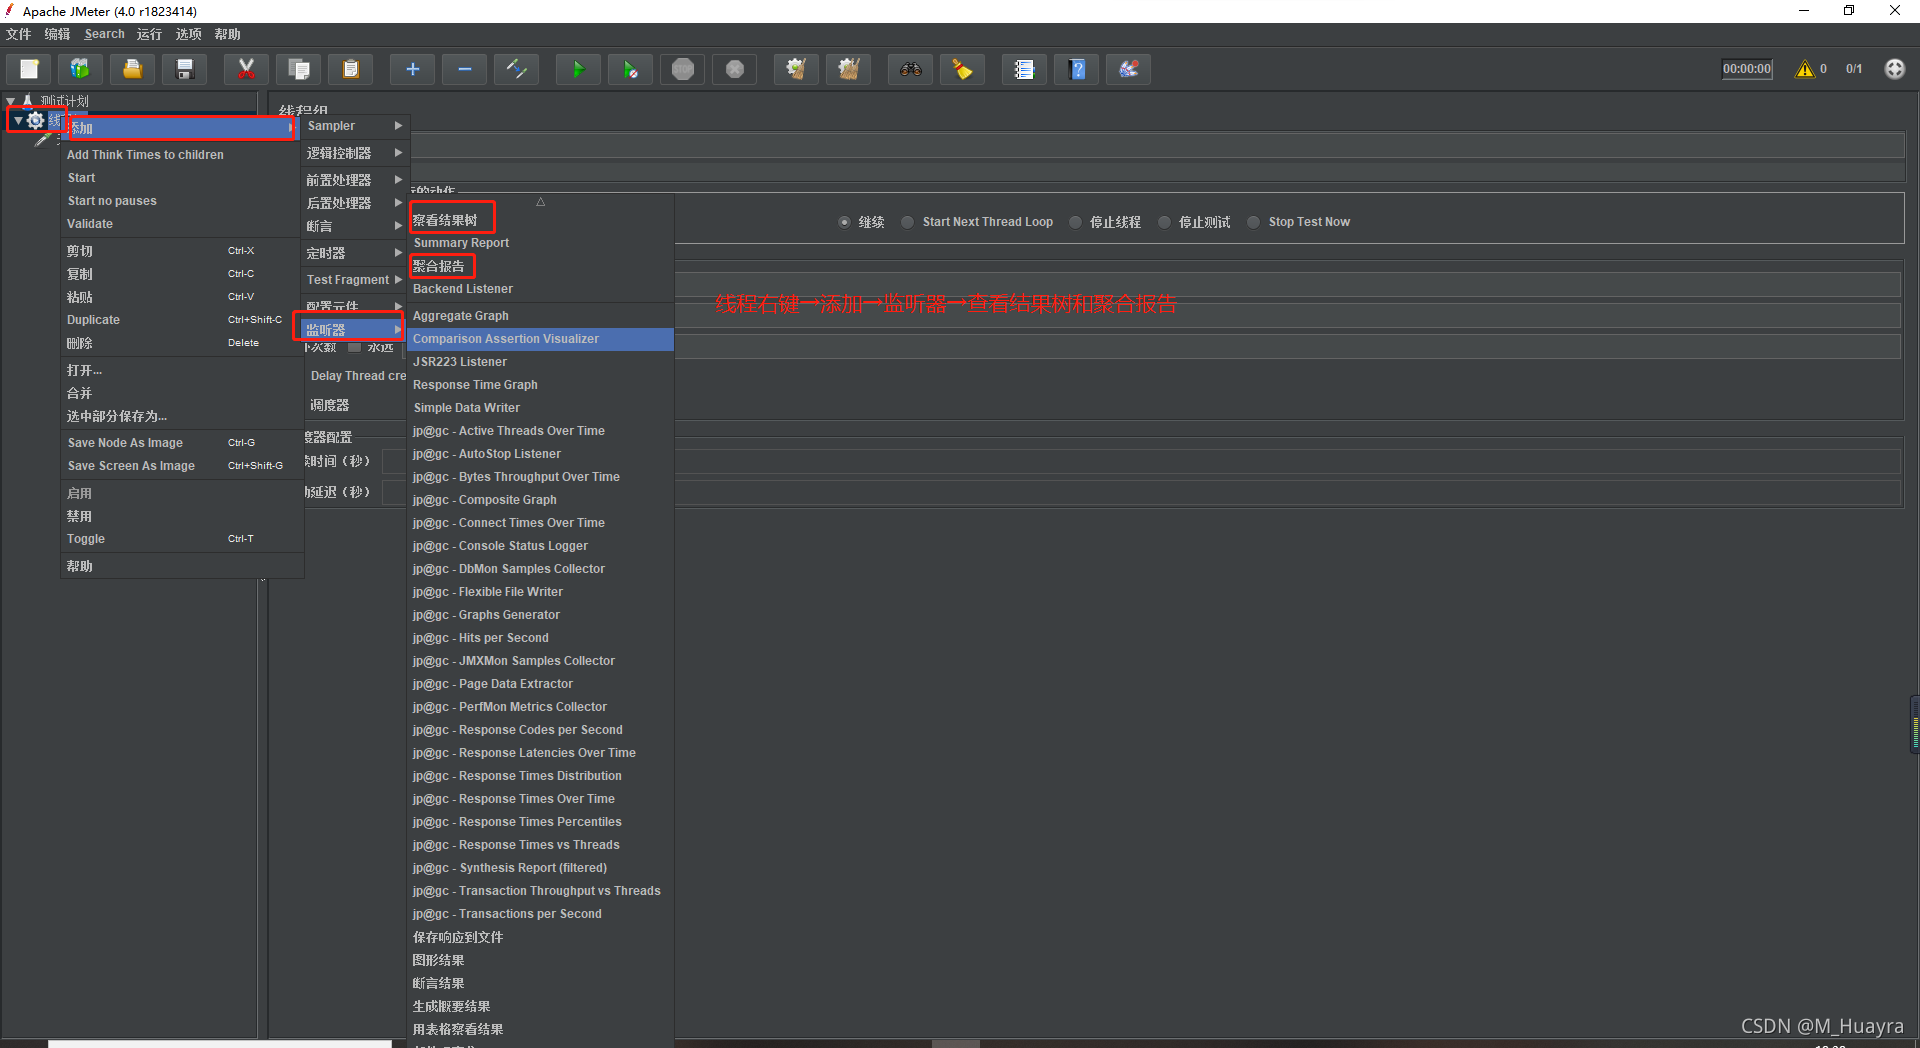 Apache JMeter (4.0 r1823414)
文件 编辑 Search 运行 选项 帮助
00:00:00 0 0/1
测试计划
线
添加
Add Think Times to children
Start
Start no pauses
Validate
剪切 Ctrl-X
复制 Ctrl-C
粘贴 Ctrl-V
Duplicate Ctrl+Shift-C
删除 Delete
打开...
合并
选中部分保存为...
Save Node As Image Ctrl-G
Save Screen As Image Ctrl+Shift-G
启用
禁用
Toggle Ctrl-T
帮助
线程组
Sampler
逻辑控制器
前置处理器
后置处理器
断言
定时器
Test Fragment
配置元件
监听器
的动作
继续 Start Next Thread Loop 停止线程 停止测试 Stop Test Now
次数 永远
Delay Thread cre
调度器
度器配置
续时间（秒）
动延迟（秒）
察看结果树
Summary Report
聚合报告
Backend Listener
Aggregate Graph
Comparison Assertion Visualizer
JSR223 Listener
Response Time Graph
Simple Data Writer
jp@gc - Active Threads Over Time
jp@gc - AutoStop Listener
jp@gc - Bytes Throughput Over Time
jp@gc - Composite Graph
jp@gc - Connect Times Over Time
jp@gc - Console Status Logger
jp@gc - DbMon Samples Collector
jp@gc - Flexible File Writer
jp@gc - Graphs Generator
jp@gc - Hits per Second
jp@gc - JMXMon Samples Collector
jp@gc - Page Data Extractor
jp@gc - PerfMon Metrics Collector
jp@gc - Response Codes per Second
jp@gc - Response Latencies Over Time
jp@gc - Response Times Distribution
jp@gc - Response Times Over Time
jp@gc - Response Times Percentiles
jp@gc - Response Times vs Threads
jp@gc - Synthesis Report (filtered)
jp@gc - Transaction Throughput vs Threads
jp@gc - Transactions per Second
保存响应到文件
图形结果
断言结果
生成概要结果
用表格察看结果
线程右键→添加→监听器→查看结果树和聚合报告
CSDN @M_Huayra